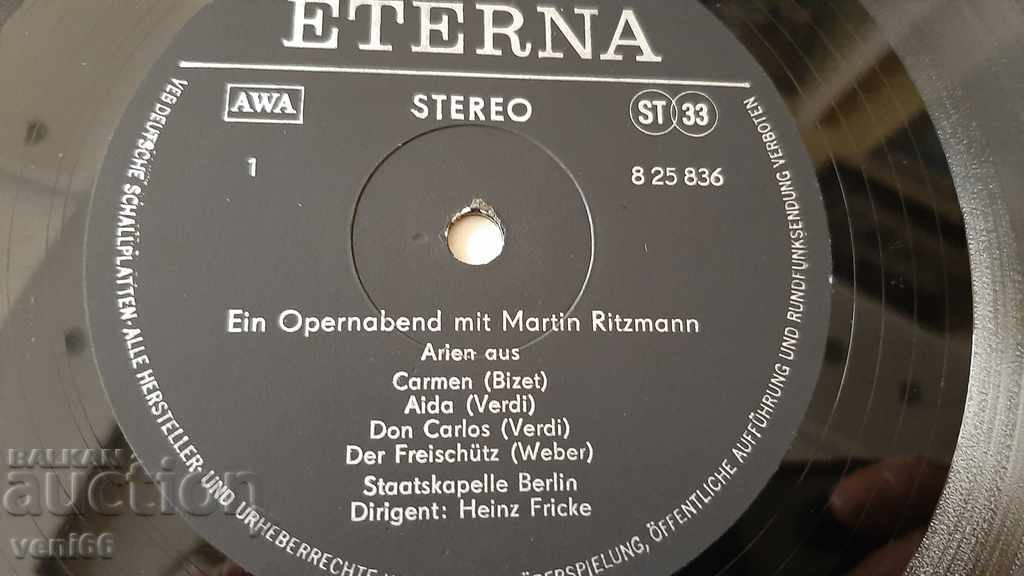 ETERNA
AWA
STEREO
ST 33
1
8 25 836
Ein Opernabend mit Martin Ritzmann
Arien aus
Carmen (Bizet)
Aida (Verdi)
Don Carlos (Verdi)
Der Freischütz (Weber)
Staatskapelle Berlin
Dirigent: Heinz Fricke
VEB DEUTSCHE SCHALLPLATTEN · ALLE HERSTELLER- UND URHEBERRECHTE
ÜBERSPIELUNG, ÖFFENTLICHE AUFFÜHRUNG UND RUNDFUNKSENDUNG VERBOTEN
BALKAN
auction
veni66